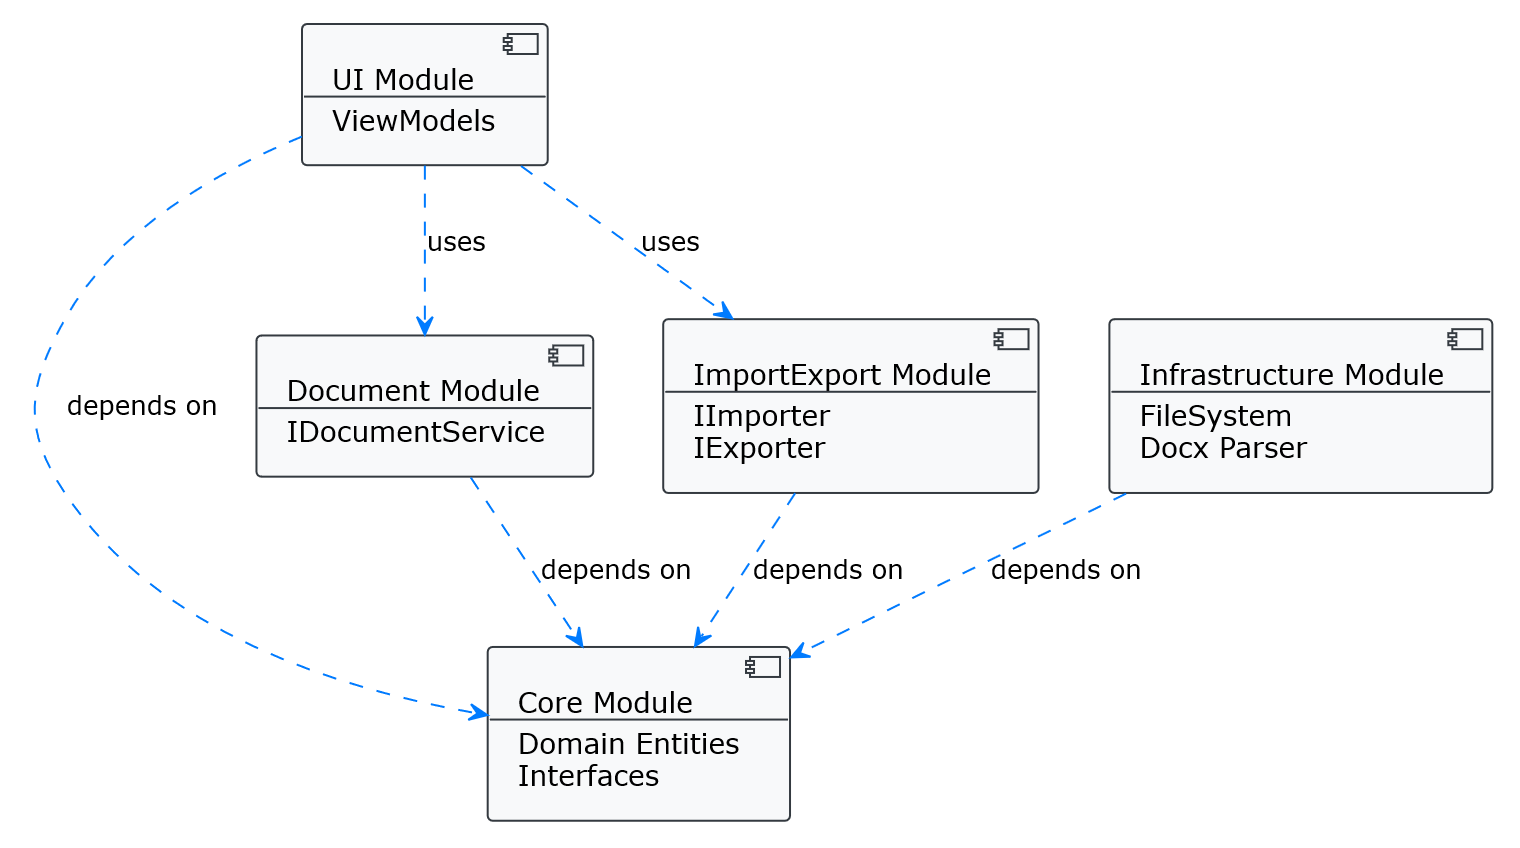 UI Module
ViewModels
uses
uses
depends on
Document Module
IDocumentService
ImportExport Module
IImporter
IExporter
Infrastructure Module
FileSystem
Docx Parser
depends on
depends on
depends on
Core Module
Domain Entities
Interfaces